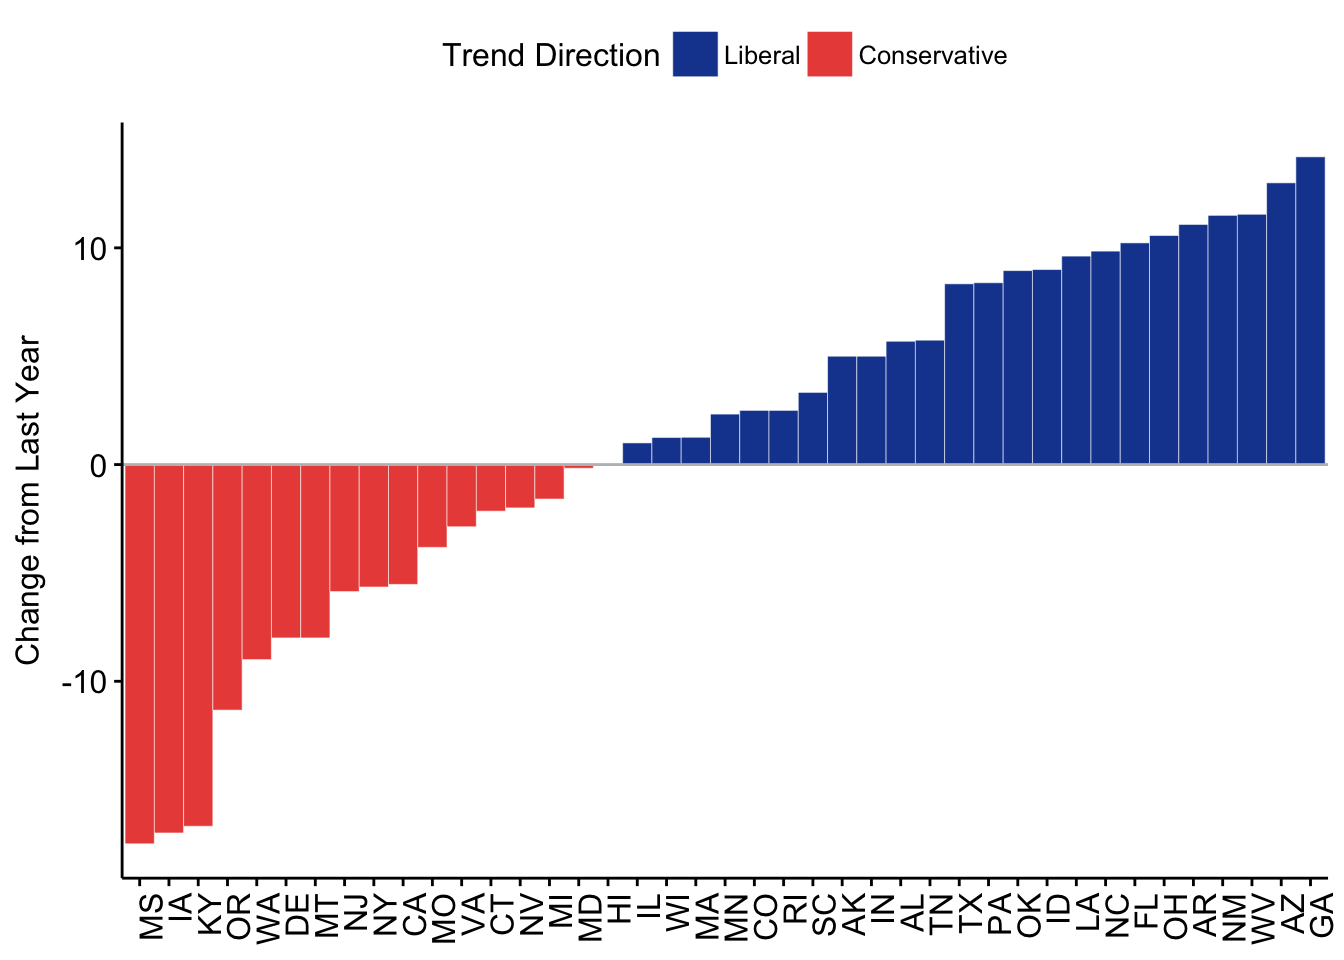 Trend Direction Liberal Conservative
Change from Last Year
10
0
-10
MS IA KY OR WA DE MT NJ NY CA MO VA CT NV MI MD HI IL WI MA MN CO RI SC AK IN AL TN TX PA OK ID LA NC FL OH AR NM WV AZ GA